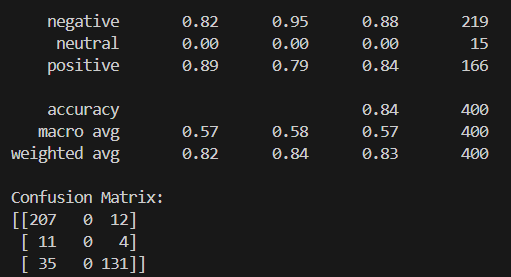 negative 0.82 0.95 0.88 219
neutral 0.00 0.00 0.00 15
positive 0.89 0.79 0.84 166
accuracy 0.84 400
macro avg 0.57 0.58 0.57 400
weighted avg 0.82 0.84 0.83 400
Confusion Matrix:
[[207 0 12]
[ 11 0 4]
[ 35 0 131]]